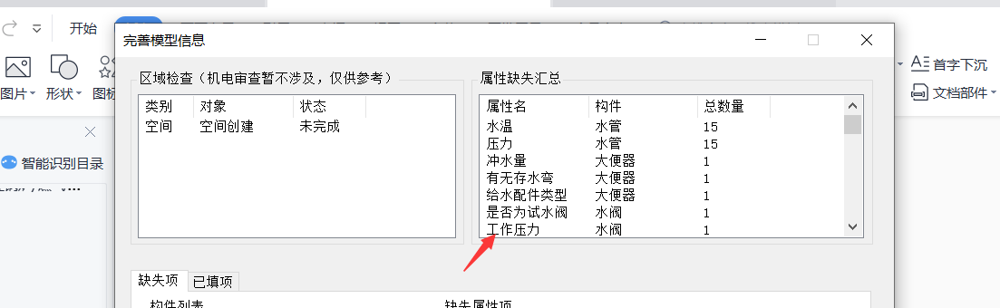 开始
完善模型信息
图片 形状 图标
首字下沉
文档部件
智能识别目录
区域检查（机电审查暂不涉及，仅供参考）
类别 对象 状态
空间 空间创建 未完成
属性缺失汇总
属性名 构件 总数量
水温 水管 15
压力 水管 15
冲水量 大便器 1
有无存水弯 大便器 1
给水配件类型 大便器 1
是否为试水阀 水阀 1
工作压力 水阀 1
缺失项 已填项
构件列表 缺失属性项